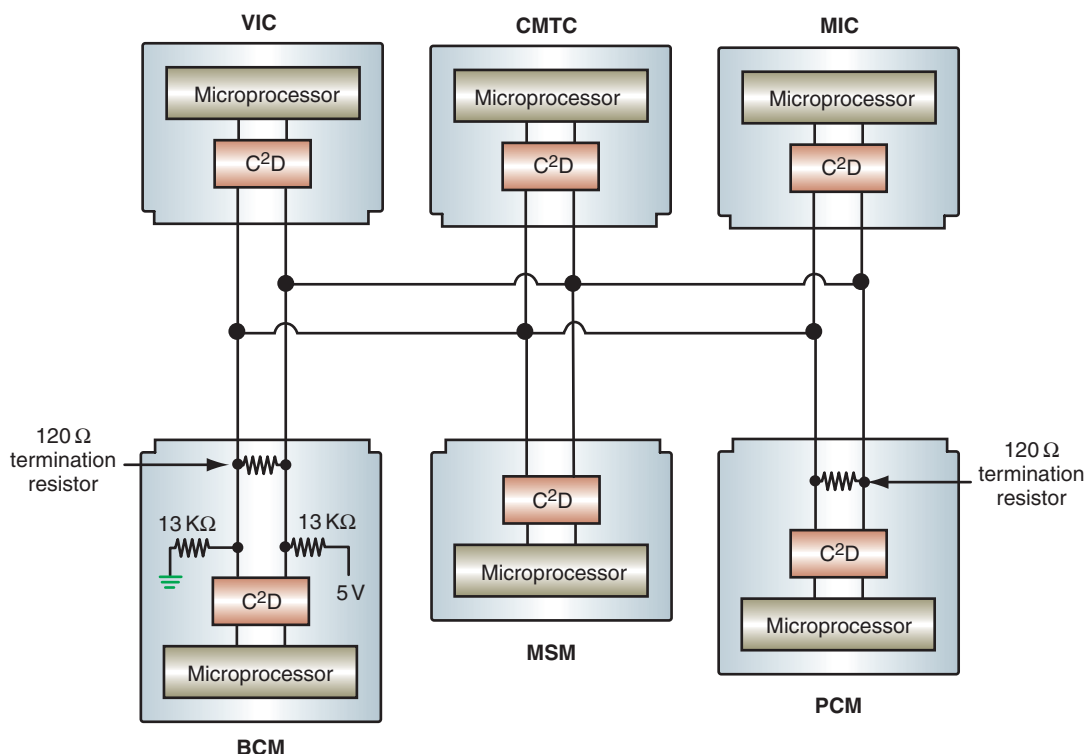 VIC
CMTC
MIC
Microprocessor
Microprocessor
Microprocessor
C²D
C²D
C²D
120 Ω
termination
resistor
120 Ω
termination
resistor
13 KΩ
13 KΩ
5 V
C²D
C²D
C²D
Microprocessor
Microprocessor
Microprocessor
MSM
PCM
BCM